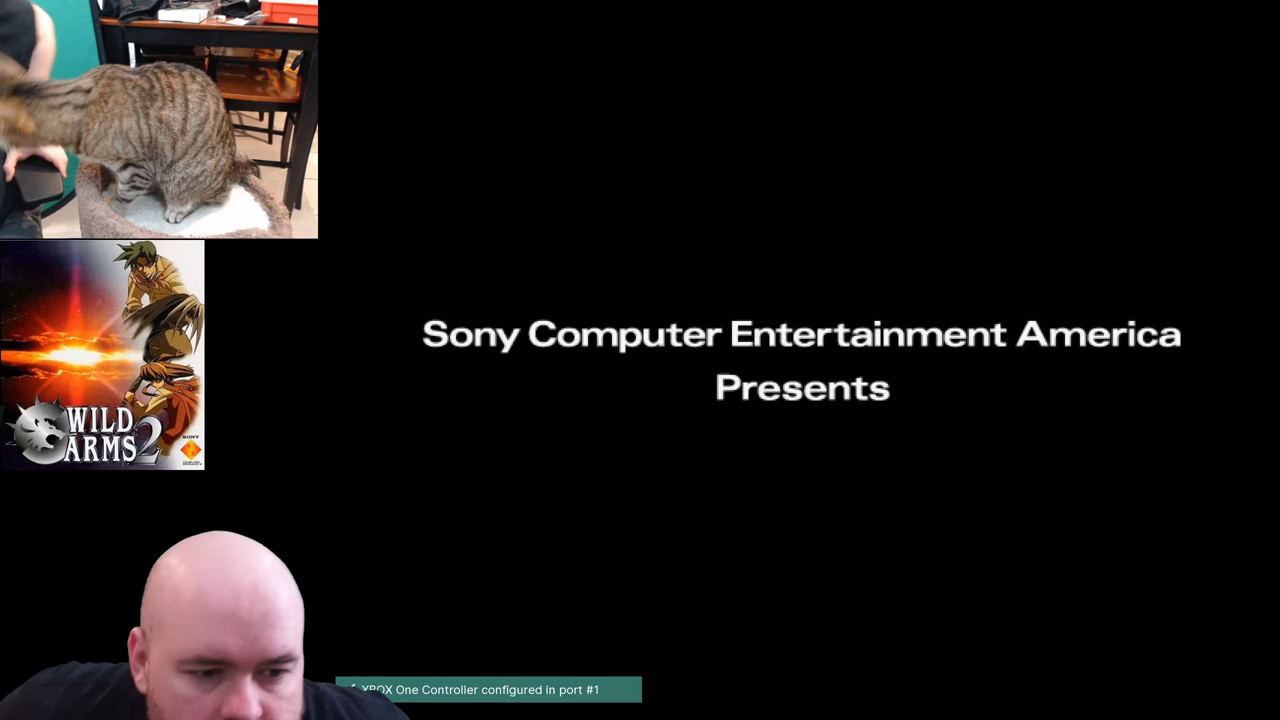 WILD
ARMS 2
SONY
Sony Computer Entertainment America
Presents
XBOX One Controller configured in port #1